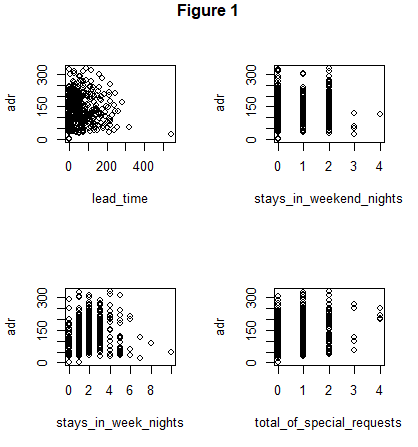 Figure 1
adr
0 150 300
0 200 400
lead_time
adr
0 150 300
0 1 2 3 4
stays_in_weekend_nights
adr
0 150 300
0 2 4 6 8
stays_in_week_nights
adr
0 150 300
0 1 2 3 4
total_of_special_requests